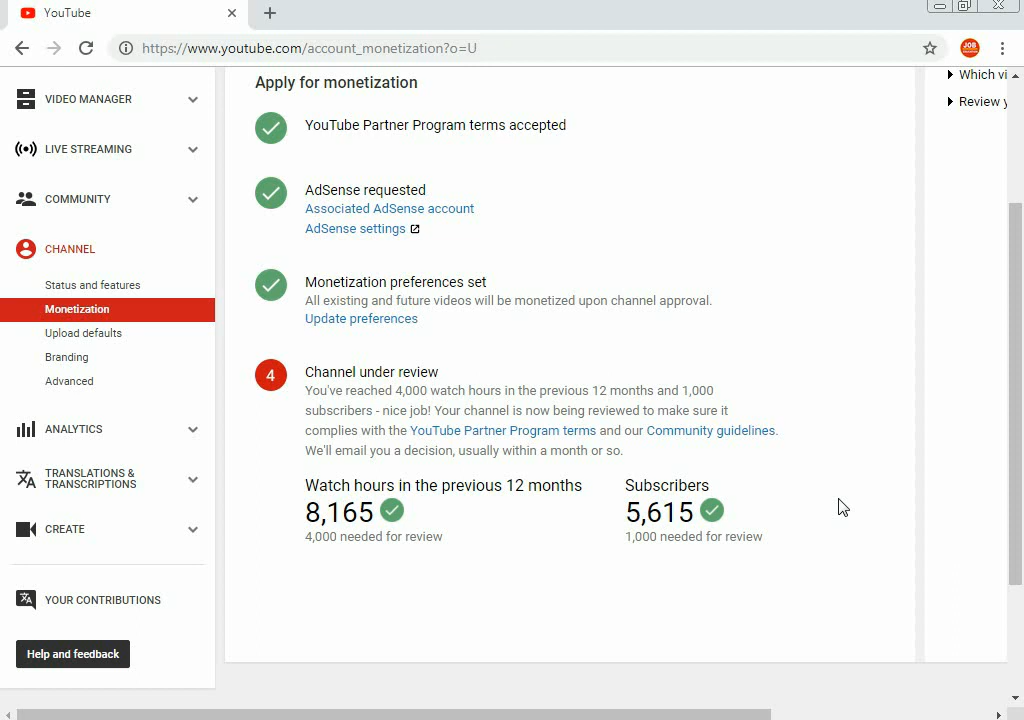 YouTube
https://www.youtube.com/account_monetization?o=U
JOB
VIDEO MANAGER
LIVE STREAMING
COMMUNITY
CHANNEL
Status and features
Monetization
Upload defaults
Branding
Advanced
ANALYTICS
TRANSLATIONS &
TRANSCRIPTIONS
CREATE
YOUR CONTRIBUTIONS
Help and feedback
Apply for monetization
YouTube Partner Program terms accepted
AdSense requested
Associated AdSense account
AdSense settings
Monetization preferences set
All existing and future videos will be monetized upon channel approval.
Update preferences
4
Channel under review
You've reached 4,000 watch hours in the previous 12 months and 1,000
subscribers - nice job! Your channel is now being reviewed to make sure it
complies with the YouTube Partner Program terms and our Community guidelines.
We'll email you a decision, usually within a month or so.
Watch hours in the previous 12 months
8,165
4,000 needed for review
Subscribers
5,615
1,000 needed for review
Which vi
Review y